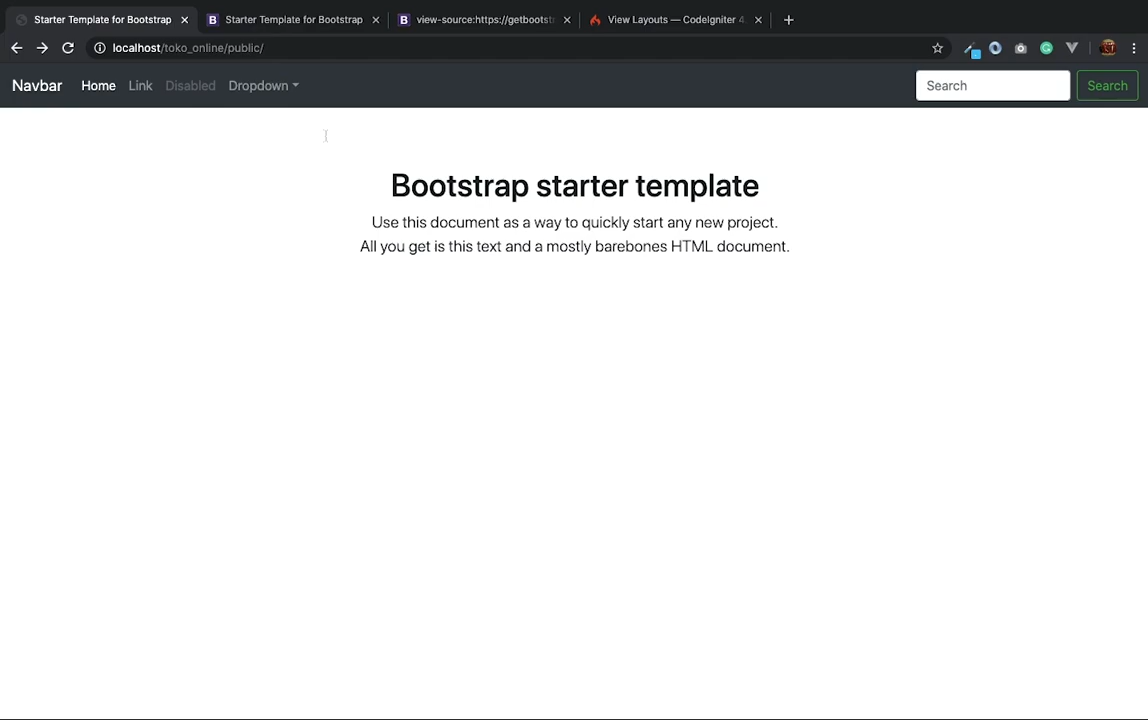 Starter Template for Bootstrap
Starter Template for Bootstrap
view-source:https://getbootst
View Layouts — CodeIgniter 4
localhost/toko_online/public/
Navbar Home Link Disabled Dropdown Search Search
Bootstrap starter template
Use this document as a way to quickly start any new project.
All you get is this text and a mostly barebones HTML document.